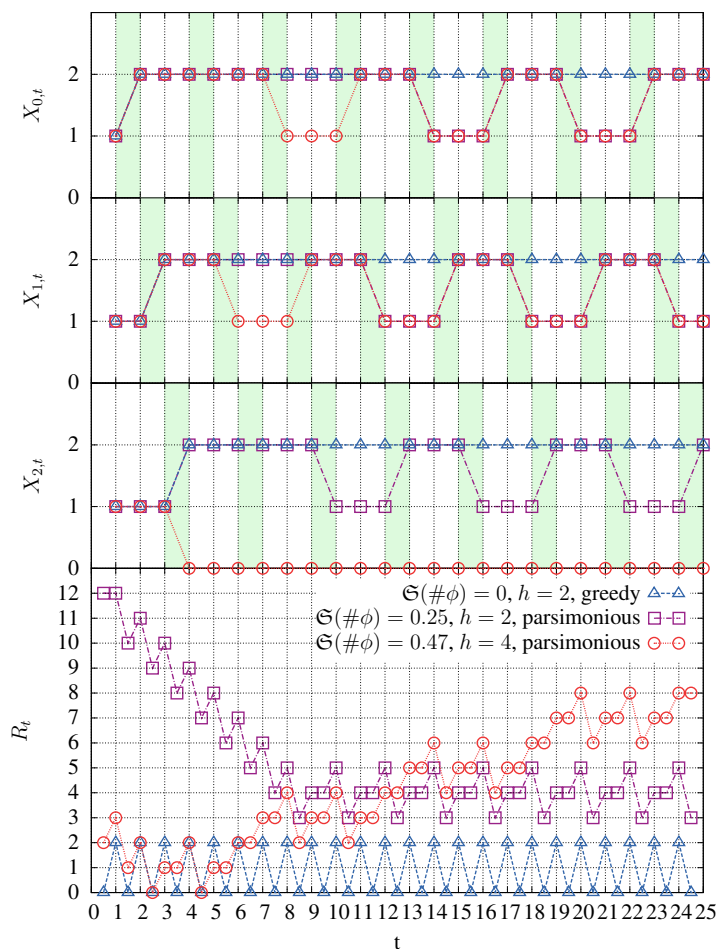 2
1
0
X₀,ₜ
2
1
0
X₁,ₜ
2
1
0
X₂,ₜ
12
11
10
9
8
7
6
5
4
3
2
1
0
Rₜ
𝔖(#ϕ) = 0, h = 2, greedy
𝔖(#ϕ) = 0.25, h = 2, parsimonious
𝔖(#ϕ) = 0.47, h = 4, parsimonious
0 1 2 3 4 5 6 7 8 9 10 11 12 13 14 15 16 17 18 19 20 21 22 23 24 25
t